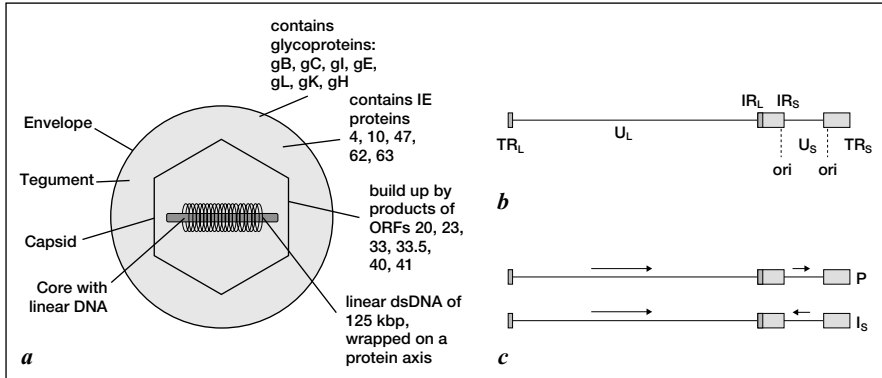 contains
glycoproteins:
gB, gC, gI, gE,
gL, gK, gH
contains IE
proteins
4, 10, 47,
62, 63
build up by
products of
ORFs 20, 23,
33, 33.5,
40, 41
linear dsDNA of
125 kbp,
wrapped on a
protein axis
Envelope
Tegument
Capsid
Core with
linear DNA
a
IRL IRS
UL
TRL US TRS
ori ori
b
P
IS
c